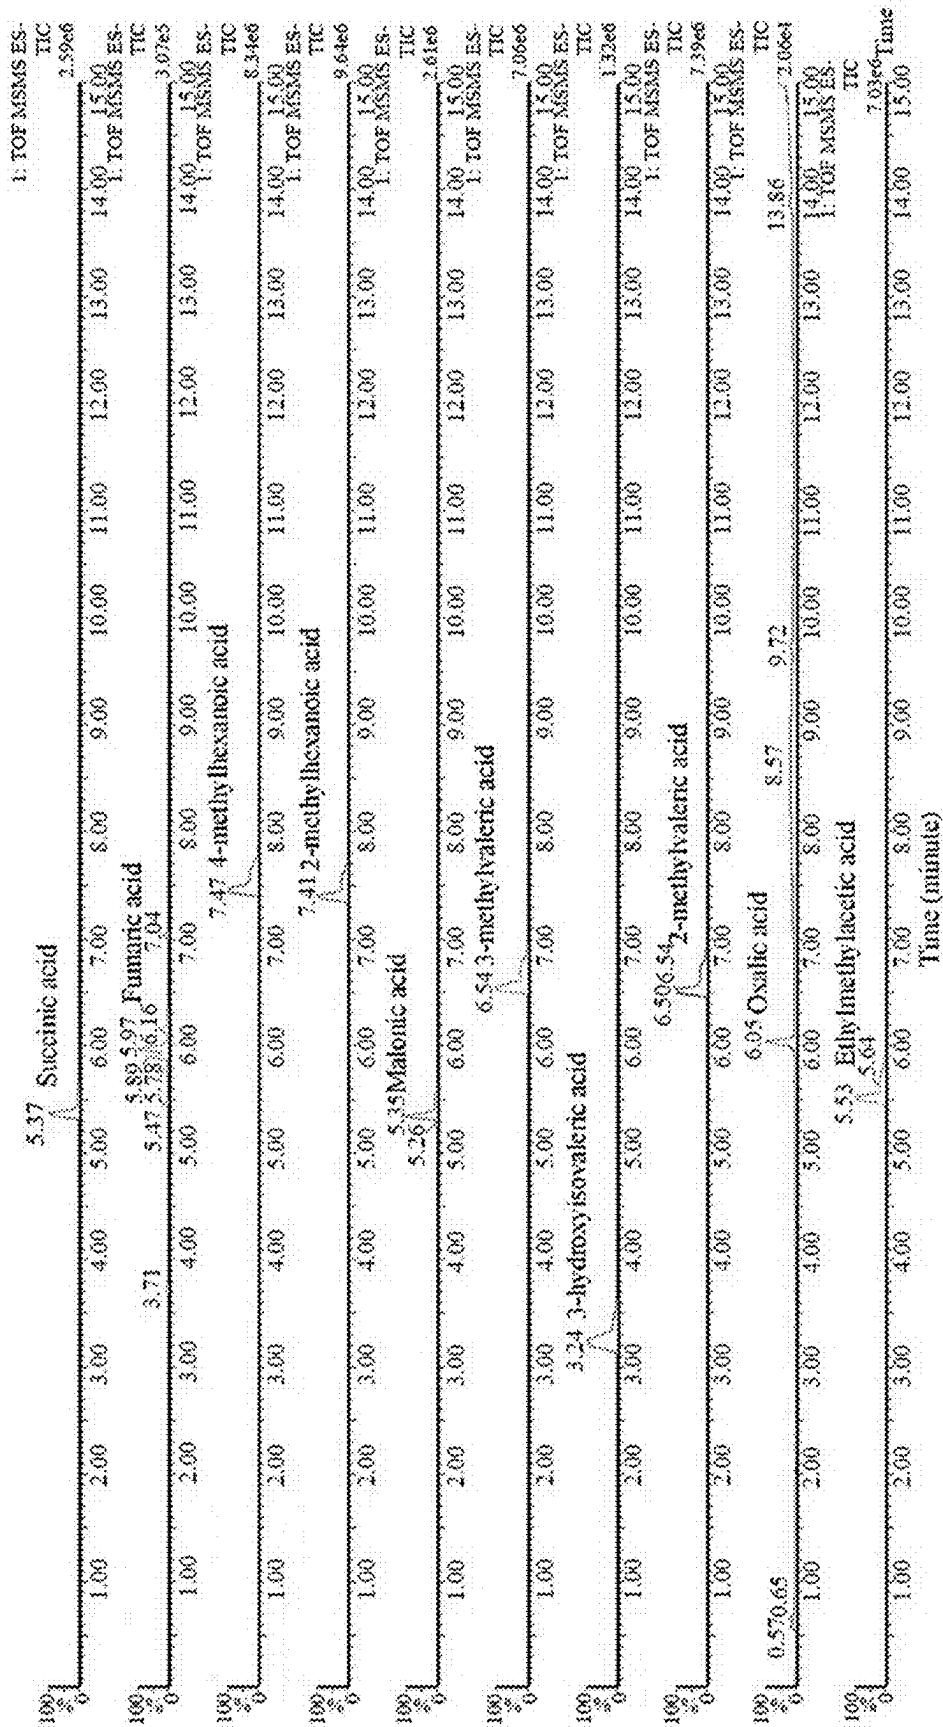 1: TOF MSMS ES-
TIC
2.59e6
5.37 Succinic acid
100
%
0
1.00 2.00 3.00 4.00 5.00 6.00 7.00 8.00 9.00 10.00 11.00 12.00 13.00 14.00 15.00
1: TOF MSMS ES-
TIC
3.07e5
5.89 5.97 Fumaric acid
3.71 5.47 5.78 6.16 7.04
100
%
0
1.00 2.00 3.00 4.00 5.00 6.00 7.00 8.00 9.00 10.00 11.00 12.00 13.00 14.00 15.00
1: TOF MSMS ES-
TIC
8.34e6
7.47 4-methylhexanoic acid
100
%
0
1.00 2.00 3.00 4.00 5.00 6.00 7.00 8.00 9.00 10.00 11.00 12.00 13.00 14.00 15.00
1: TOF MSMS ES-
TIC
9.64e6
7.41 2-methylhexanoic acid
100
%
0
1.00 2.00 3.00 4.00 5.00 6.00 7.00 8.00 9.00 10.00 11.00 12.00 13.00 14.00 15.00
1: TOF MSMS ES-
TIC
2.61e6
5.35 Malonic acid
5.26
100
%
0
1.00 2.00 3.00 4.00 5.00 6.00 7.00 8.00 9.00 10.00 11.00 12.00 13.00 14.00 15.00
1: TOF MSMS ES-
TIC
7.06e6
6.54 3-methylvaleric acid
100
%
0
1.00 2.00 3.00 4.00 5.00 6.00 7.00 8.00 9.00 10.00 11.00 12.00 13.00 14.00 15.00
1: TOF MSMS ES-
TIC
1.32e6
3.24 3-hydroxyisovaleric acid
100
%
0
1.00 2.00 3.00 4.00 5.00 6.00 7.00 8.00 9.00 10.00 11.00 12.00 13.00 14.00 15.00
1: TOF MSMS ES-
TIC
7.39e6
6.50 6.54 2-methylvaleric acid
100
%
0
1.00 2.00 3.00 4.00 5.00 6.00 7.00 8.00 9.00 10.00 11.00 12.00 13.00 14.00 15.00
1: TOF MSMS ES-
TIC
2.06e4
6.05 Oxalic acid
0.57 0.65 8.57 9.72 13.86
100
%
0
1.00 2.00 3.00 4.00 5.00 6.00 7.00 8.00 9.00 10.00 11.00 12.00 13.00 14.00 15.00
1: TOF MSMS ES-
TIC
7.03e6
5.53 Ethylmethylacetic acid
5.64
100
%
0
Time
1.00 2.00 3.00 4.00 5.00 6.00 7.00 8.00 9.00 10.00 11.00 12.00 13.00 14.00 15.00
Time (minute)